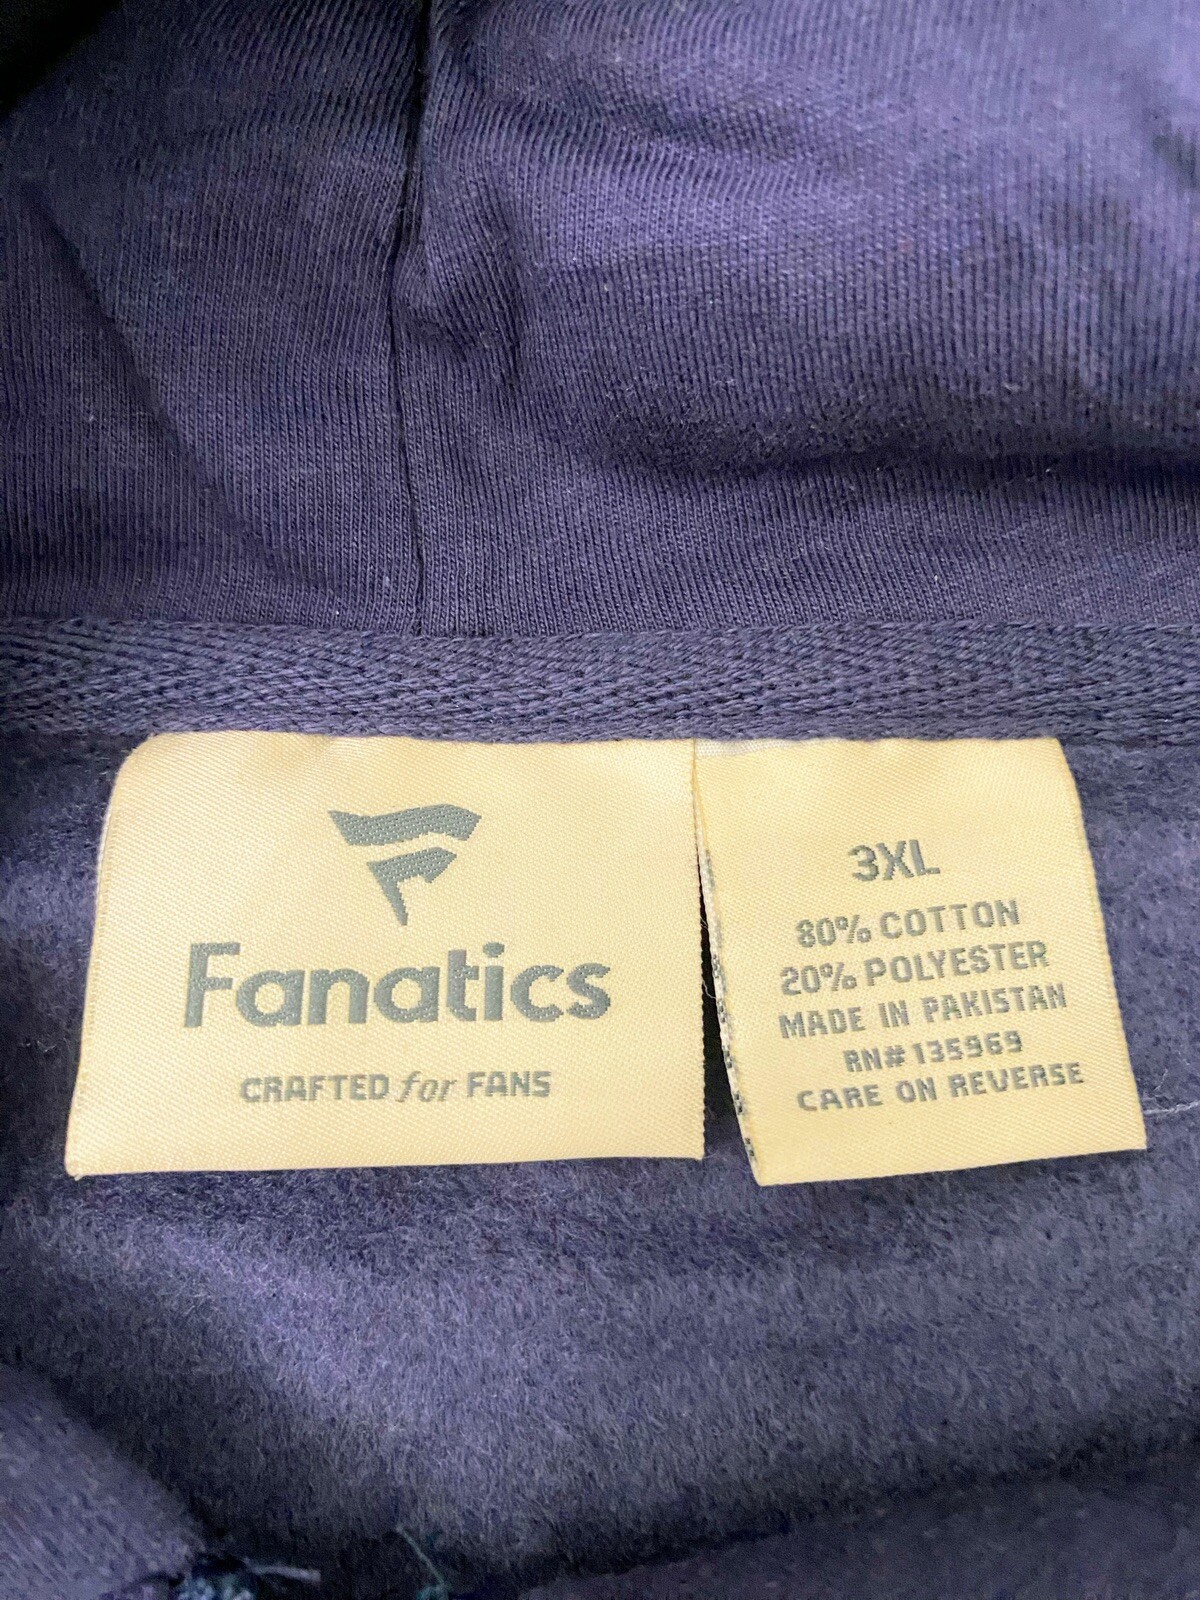 Fanatics
CRAFTED for FANS
3XL
80% COTTON
20% POLYESTER
MADE IN PAKISTAN
RN# 135969
CARE ON REVERSE